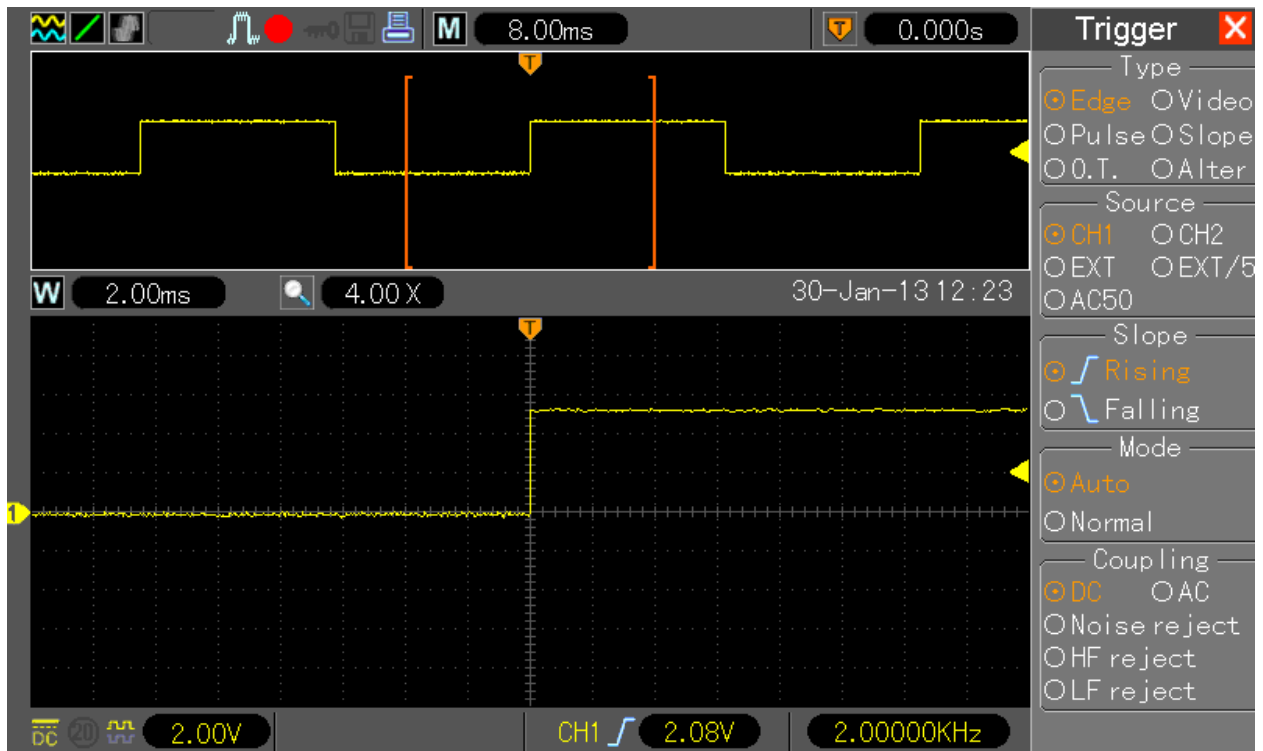 M 8.00ms T 0.000s
T
W 2.00ms 4.00 X 30-Jan-13 12:23
T
1
DC 2D 2.00V CH1 2.08V 2.00000KHz
Trigger X
Type
Edge Video
Pulse Slope
O.T. Alter
Source
CH1 CH2
EXT EXT/5
AC50
Slope
Rising
Falling
Mode
Auto
Normal
Coupling
DC AC
Noise reject
HF reject
LF reject